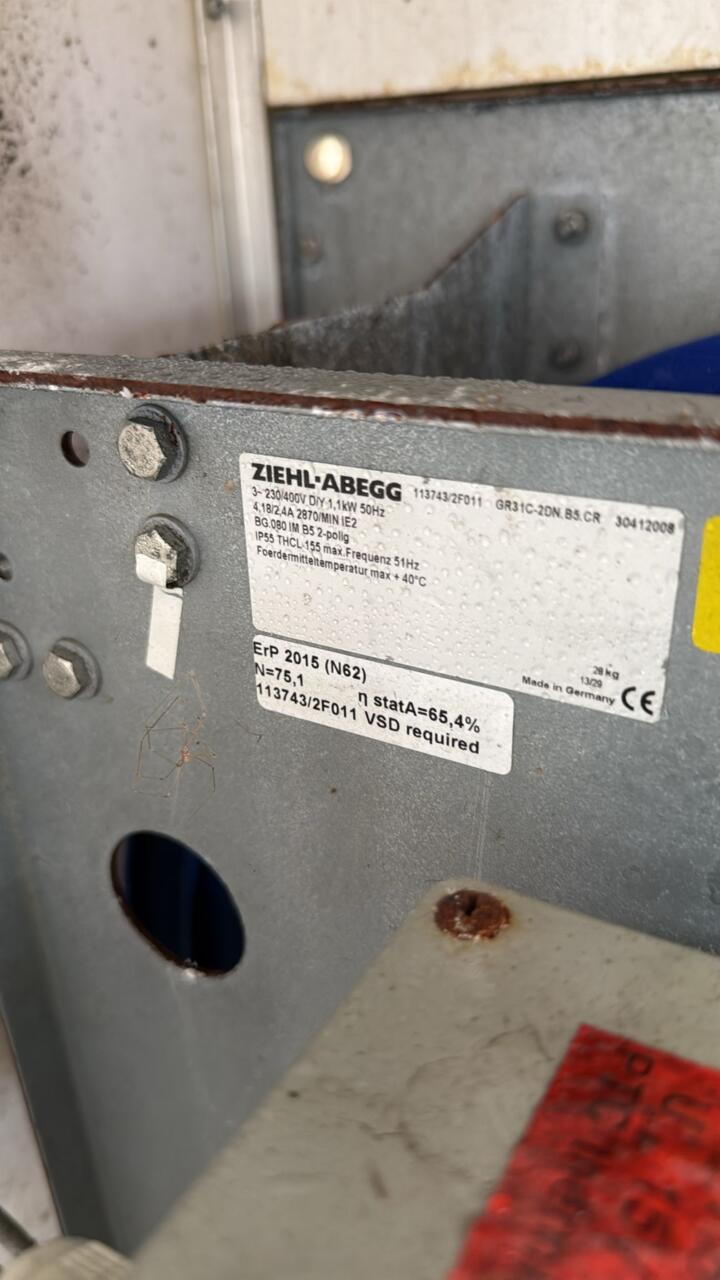 ZIEHL-ABEGG 113743/2F011 GR31C-2DN.B5.CR 30412008
3~ 230/400V D/Y 1,1kW 50Hz
4,18/2,4A 2870/MIN IE2
BG.080 IM B5 2-polig
IP55 THCL 155 max.Frequenz 51Hz
Foerdermitteltemperatur max + 40°C
28 kg
13/29
Made in Germany CE
ErP 2015 (N62)
N=75,1 η statA=65,4%
113743/2F011 VSD required